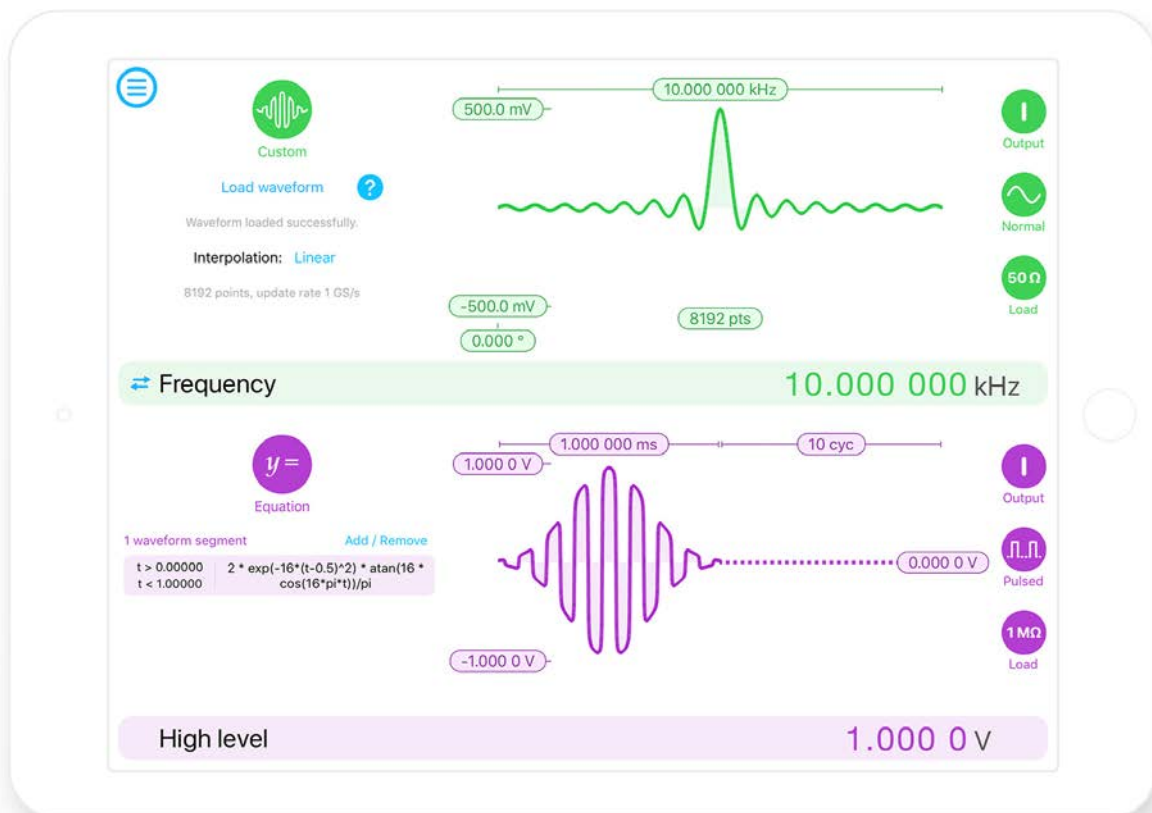 Custom
Load waveform
?
Waveform loaded successfully.
Interpolation: Linear
8192 points, update rate 1 GS/s
10.000 000 kHz
500.0 mV
-500.0 mV
0.000 °
8192 pts
Output
Normal
50 Ω
Load
Frequency
10.000 000 kHz
y =
Equation
1 waveform segment
Add / Remove
t > 0.00000
t < 1.00000
2 * exp(-16*(t-0.5)^2) * atan(16 *
cos(16*pi*t))/pi
1.000 000 ms
10 cyc
1.000 0 V
0.000 0 V
-1.000 0 V
Output
Pulsed
1 MΩ
Load
High level
1.000 0 V